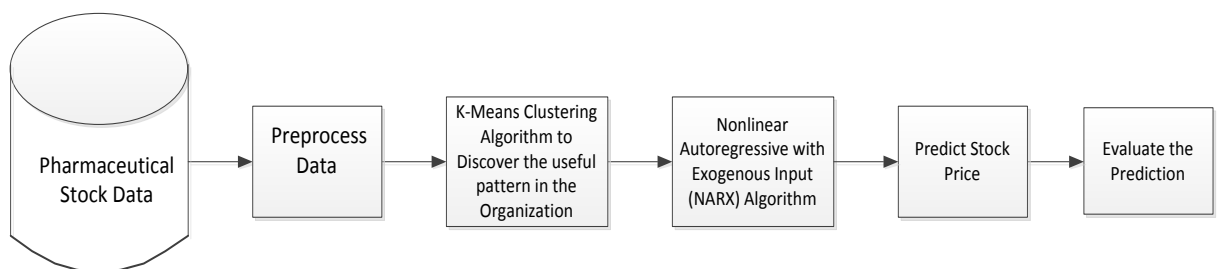 Pharmaceutical
Stock Data
Preprocess
Data
K-Means Clustering
Algorithm to
Discover the useful
pattern in the
Organization
Nonlinear
Autoregressive with
Exogenous Input
(NARX) Algorithm
Predict Stock
Price
Evaluate the
Prediction